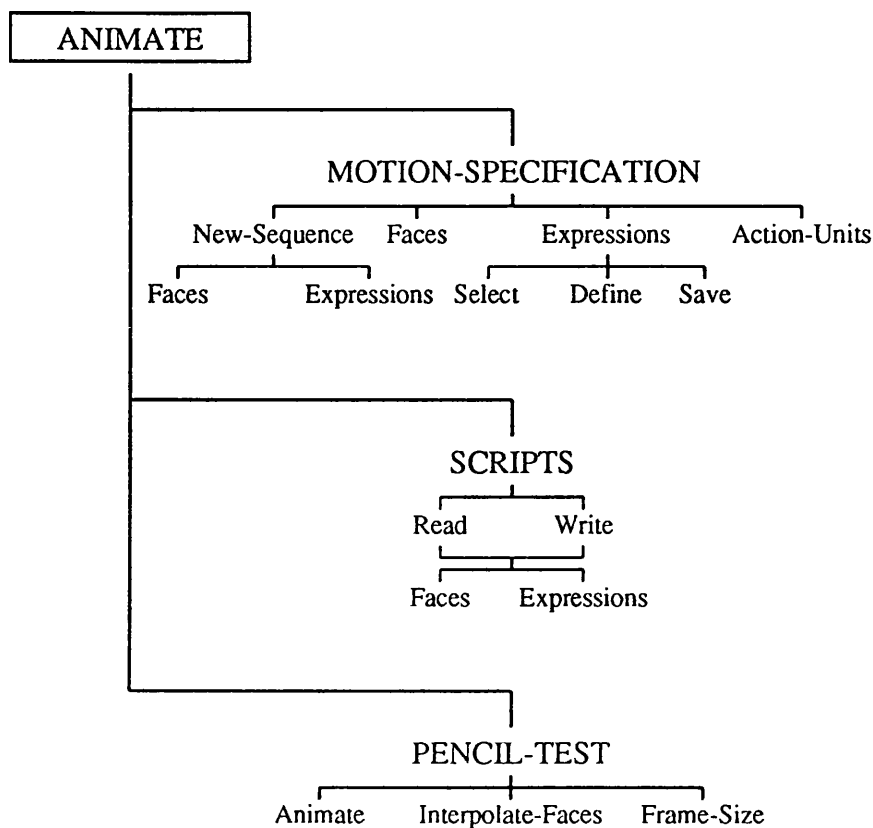 ANIMATE
MOTION-SPECIFICATION
New-Sequence Faces Expressions Action-Units
Faces Expressions Select Define Save
SCRIPTS
Read Write
Faces Expressions
PENCIL-TEST
Animate Interpolate-Faces Frame-Size